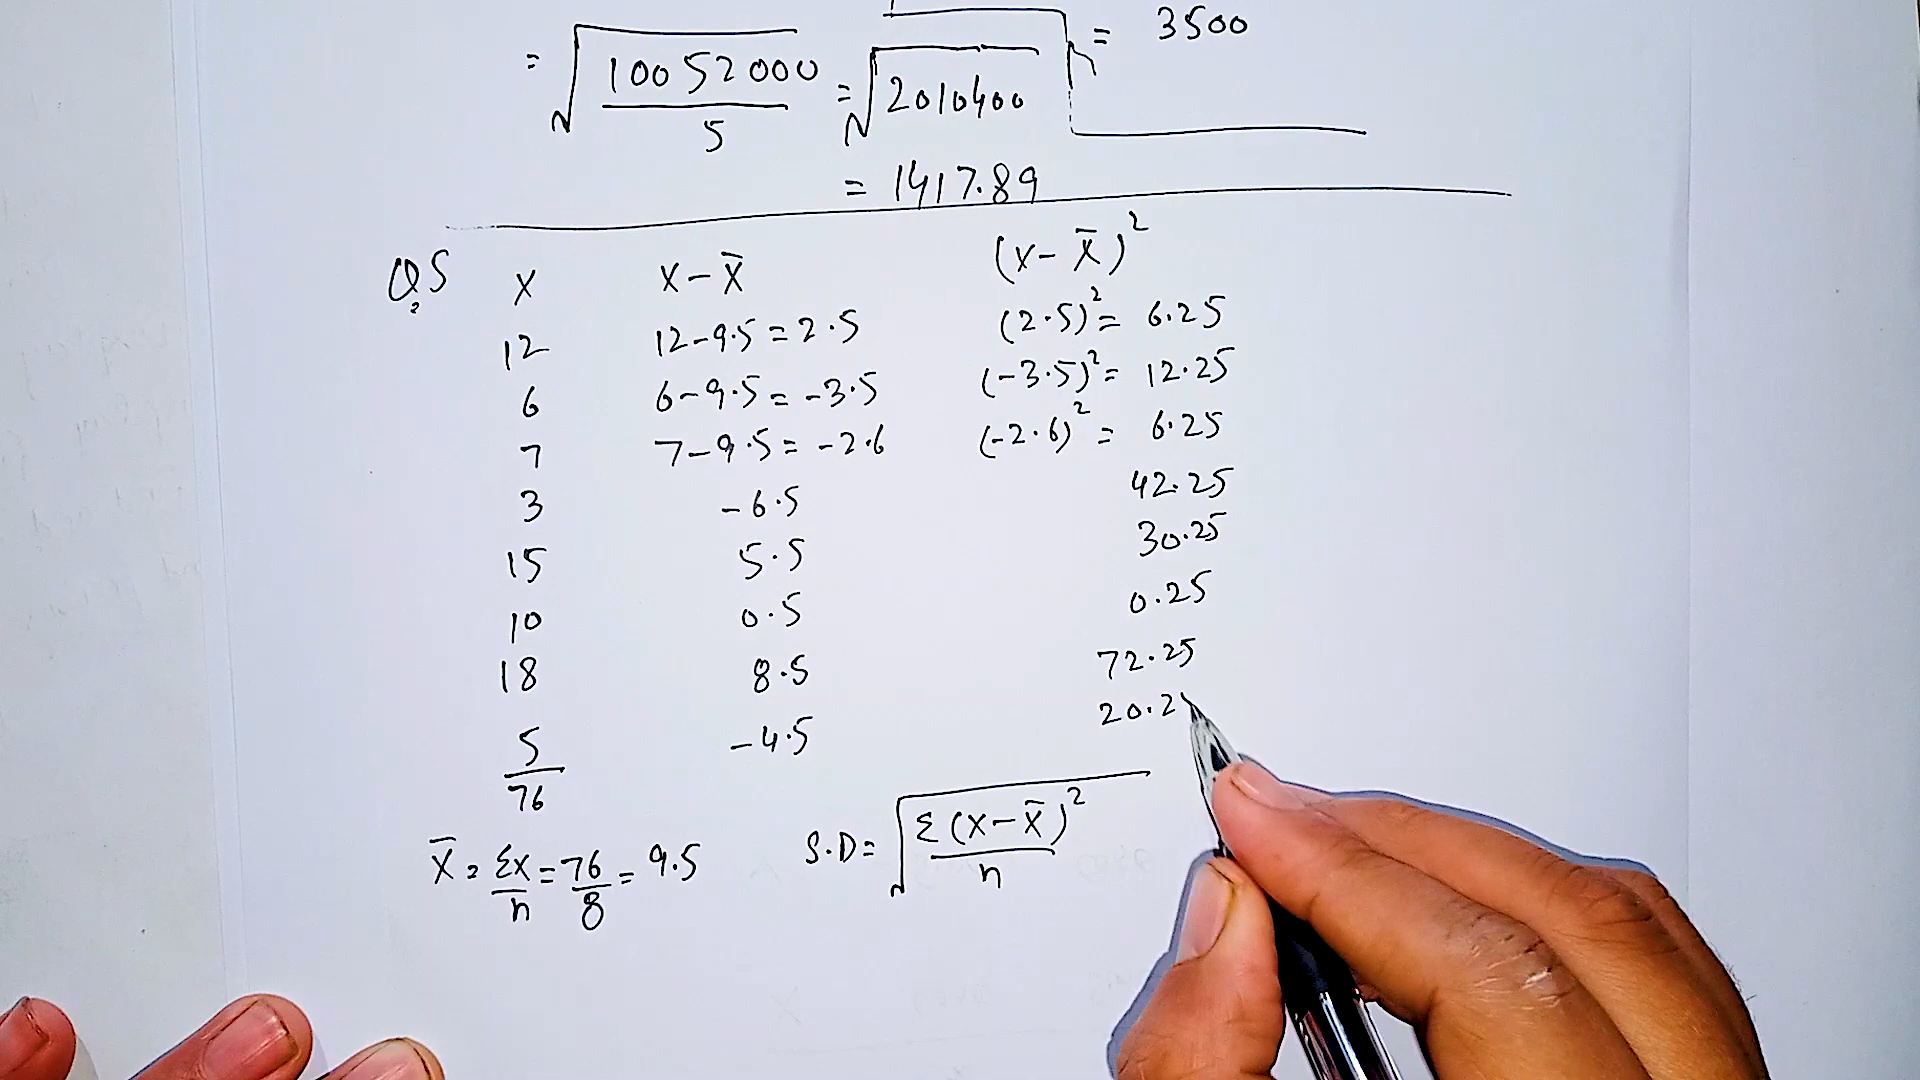 = √(10052000 / 5) = √2010400 = 3500
= 1417.89
Q.5 X X - X̄ (X - X̄)²
12 12 - 9.5 = 2.5 (2.5)² = 6.25
6 6 - 9.5 = -3.5 (-3.5)² = 12.25
7 7 - 9.5 = -2.6 (-2.6)² = 6.25
3 -6.5 42.25
15 5.5 30.25
10 0.5 0.25
18 8.5 72.25
5 -4.5 20.2
76
X̄ = Σx/n = 76/8 = 9.5 S.D = √(Σ(X - X̄)² / n)